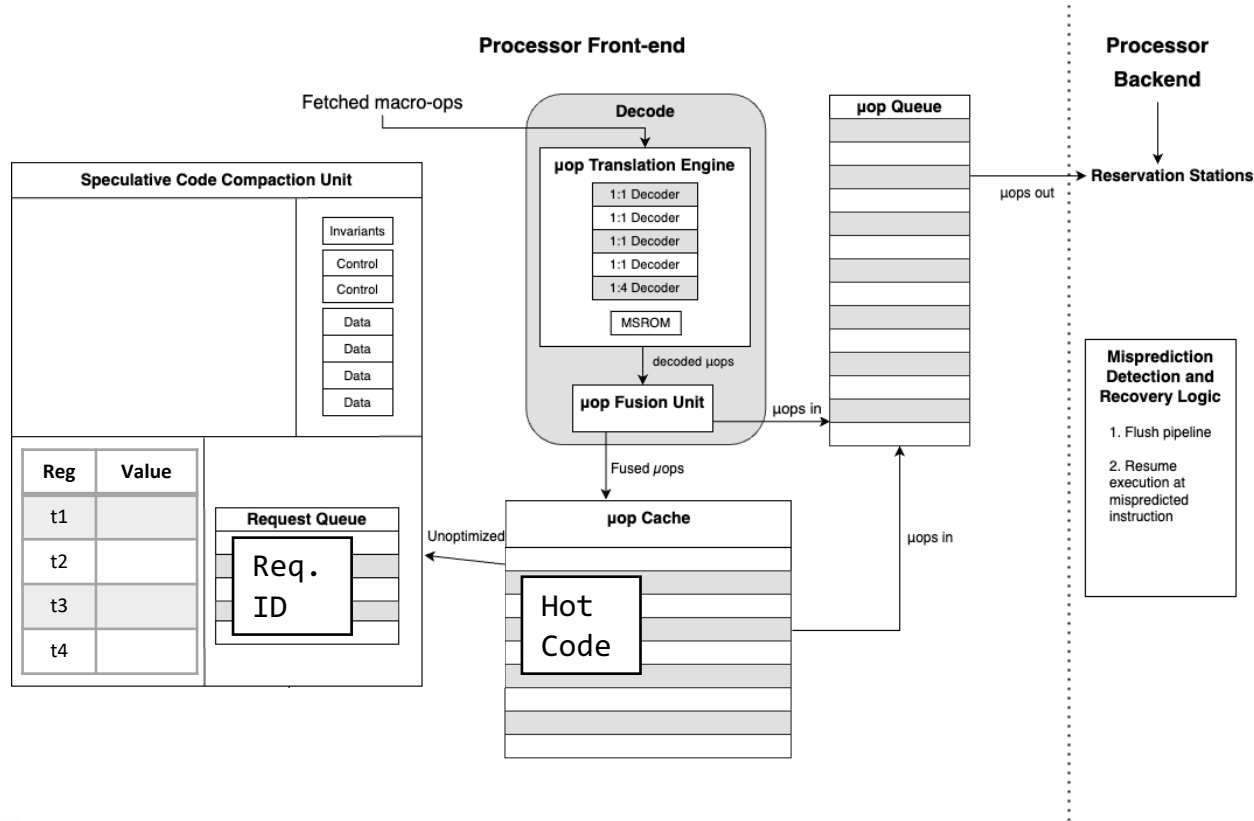 Processor Front-end
Processor
Backend
Fetched macro-ops
Decode
µop Translation Engine
1:1 Decoder
1:1 Decoder
1:1 Decoder
1:1 Decoder
1:4 Decoder
MSROM
decoded µops
µop Fusion Unit
µops in
Fused µops
µop Queue
µops out
Reservation Stations
Speculative Code Compaction Unit
Invariants
Control
Control
Data
Data
Data
Data
Reg Value
t1
t2
t3
t4
Request Queue
Req.
ID
Unoptimized
µop Cache
Hot
Code
µops in
Misprediction
Detection and
Recovery Logic
1. Flush pipeline
2. Resume
execution at
mispredicted
instruction